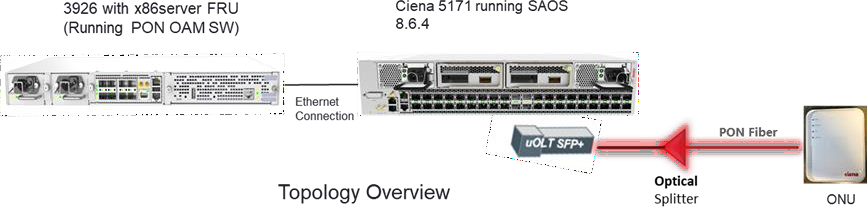 3926 with x86server FRU
(Running PON OAM SW)
Ciena 5171 running SAOS
8.6.4
Ethernet
Connection
uOLT SFP+
PON Fiber
Optical
Splitter
ciena
ONU
Topology Overview